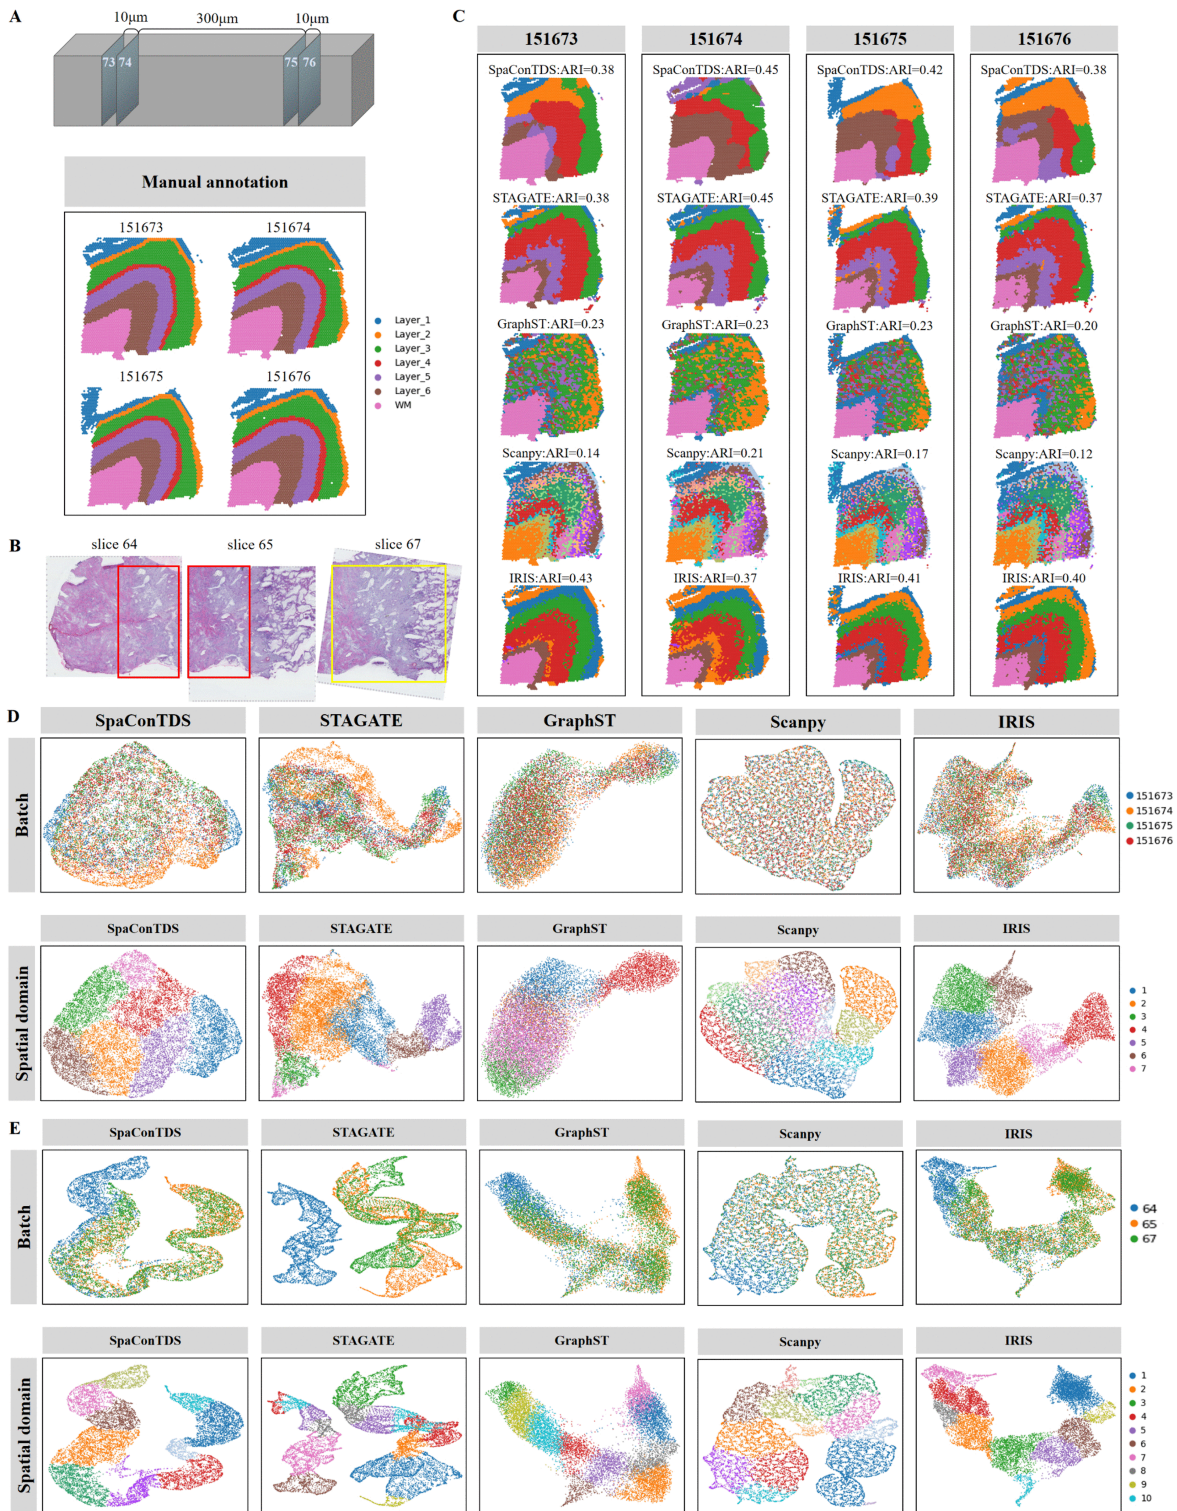 A
10μm
300μm
10μm
73
74
75
76
Manual annotation
151673
151674
151675
151676
Layer_1
Layer_2
Layer_3
Layer_4
Layer_5
Layer_6
WM
B
slice 64
slice 65
slice 67
C
151673
151674
151675
151676
SpaConTDS:ARI=0.38
SpaConTDS:ARI=0.45
SpaConTDS:ARI=0.42
SpaConTDS:ARI=0.38
STAGATE:ARI=0.38
STAGATE:ARI=0.45
STAGATE:ARI=0.39
STAGATE:ARI=0.37
GraphST:ARI=0.23
GraphST:ARI=0.23
GraphST:ARI=0.23
GraphST:ARI=0.20
Scanpy:ARI=0.14
Scanpy:ARI=0.21
Scanpy:ARI=0.17
Scanpy:ARI=0.12
IRIS:ARI=0.43
IRIS:ARI=0.37
IRIS:ARI=0.41
IRIS:ARI=0.40
D
SpaConTDS
STAGATE
GraphST
Scanpy
IRIS
Batch
151673
151674
151675
151676
SpaConTDS
STAGATE
GraphST
Scanpy
IRIS
Spatial domain
1
2
3
4
5
6
7
E
SpaConTDS
STAGATE
GraphST
Scanpy
IRIS
Batch
64
65
67
SpaConTDS
STAGATE
GraphST
Scanpy
IRIS
Spatial domain
1
2
3
4
5
6
7
8
9
10